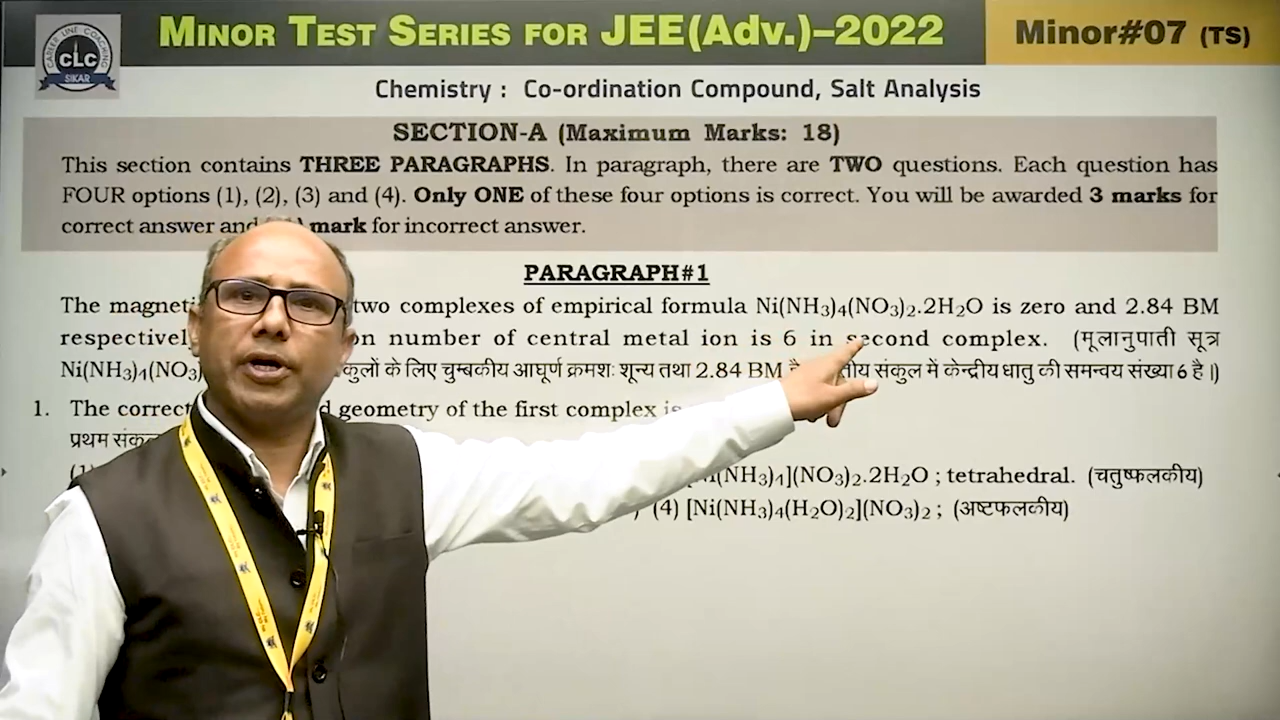 MINOR TEST SERIES FOR JEE(ADV.)–2022
Minor#07 (TS)
CAREER LINE COACHING
CLC
SIKAR
Chemistry : Co-ordination Compound, Salt Analysis
SECTION-A (Maximum Marks: 18)
This section contains THREE PARAGRAPHS. In paragraph, there are TWO questions. Each question has
FOUR options (1), (2), (3) and (4). Only ONE of these four options is correct. You will be awarded 3 marks for
correct answer and mark for incorrect answer.
PARAGRAPH#1
The two complexes of empirical formula Ni(NH₃)₄(NO₃)₂.2H₂O is zero and 2.84 BM
number of central metal ion is 6 in second complex. (मूलानुपाती सूत्र
Ni(NH₃)₄(NO₃) के लिए चुम्बकीय आघूर्ण क्रमशः शून्य तथा 2.84 BM में केन्द्रीय धातु की समन्वय संख्या 6 है।)
1. The geometry of the first complex is
प्रथम
(NH₃)₄](NO₃)₂.2H₂O ; tetrahedral. (चतुष्फलकीय)
(4) [Ni(NH₃)₄(H₂O)₂](NO₃)₂ ; (अष्टफलकीय)